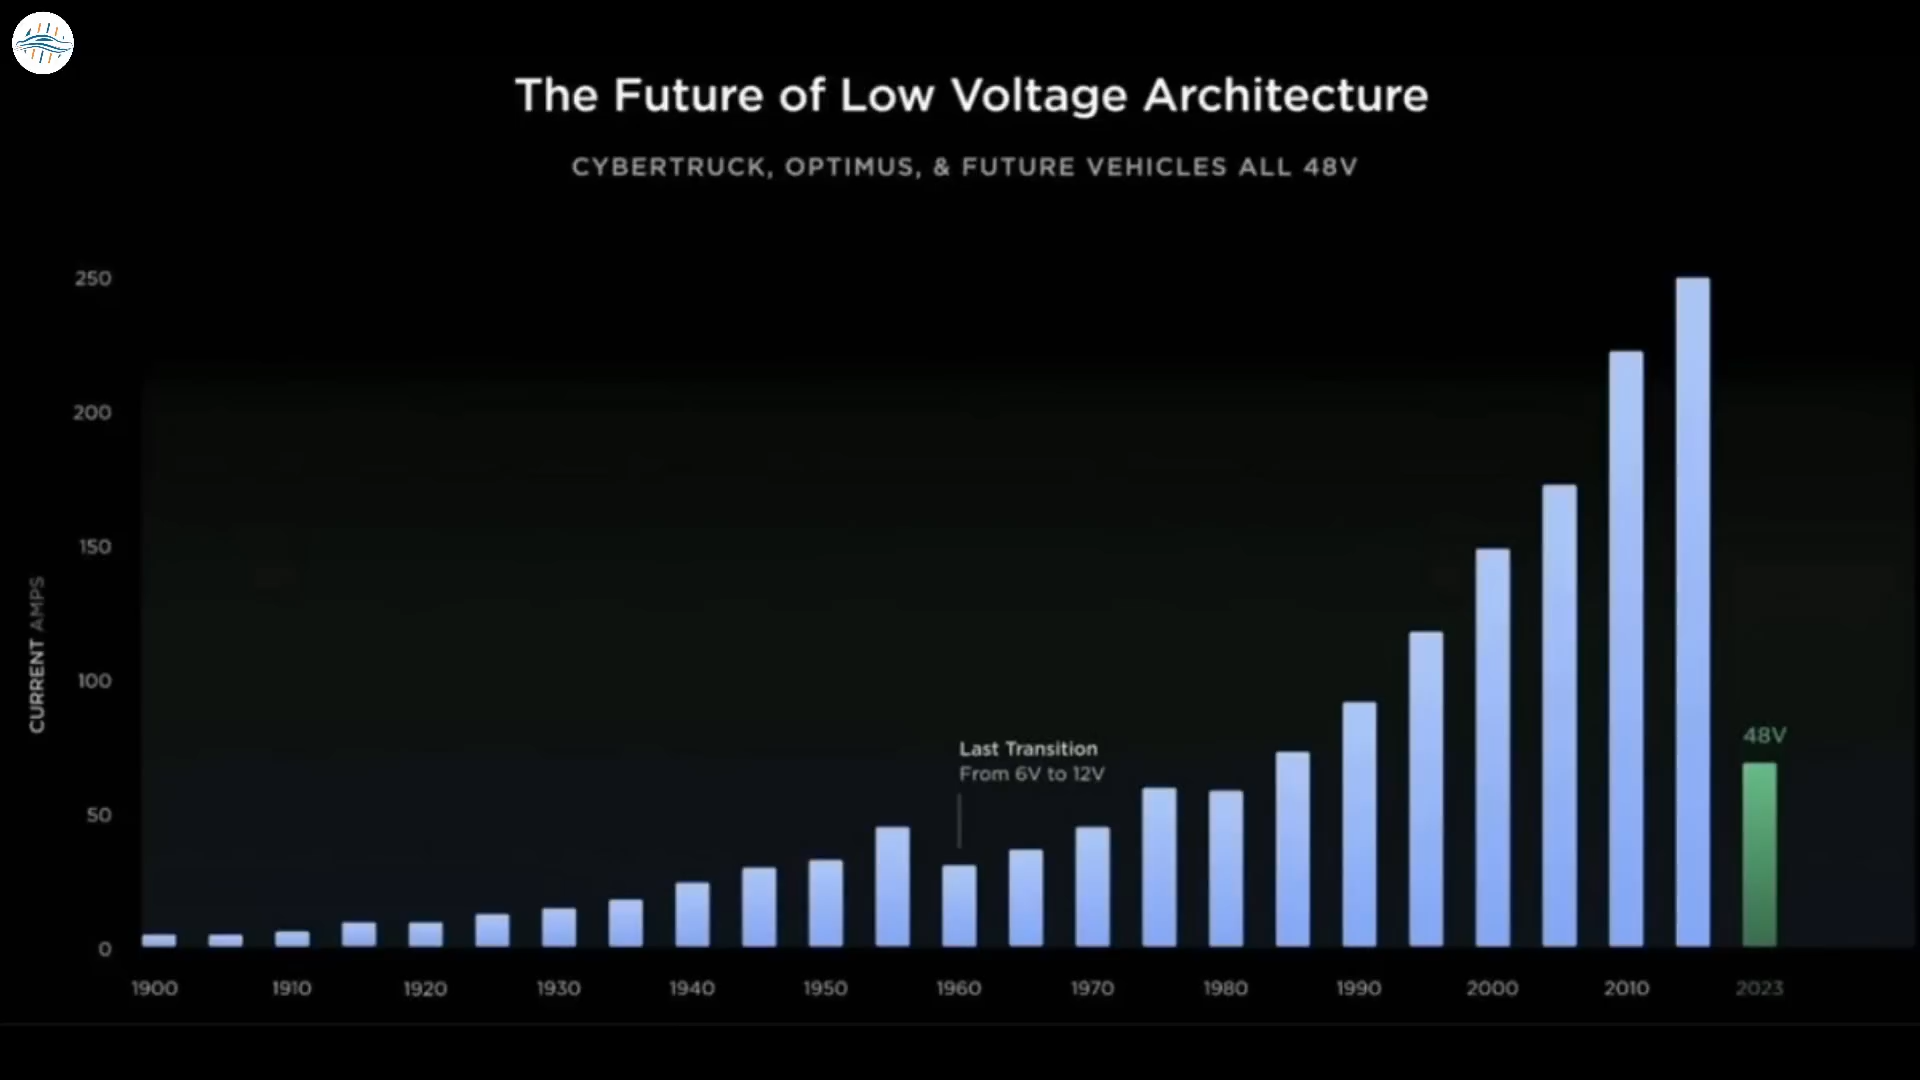 The Future of Low Voltage Architecture
CYBERTRUCK, OPTIMUS, & FUTURE VEHICLES ALL 48V
250
200
150
100
50
0
CURRENT AMPS
Last Transition
From 6V to 12V
48V
1900 1910 1920 1930 1940 1950 1960 1970 1980 1990 2000 2010 2023